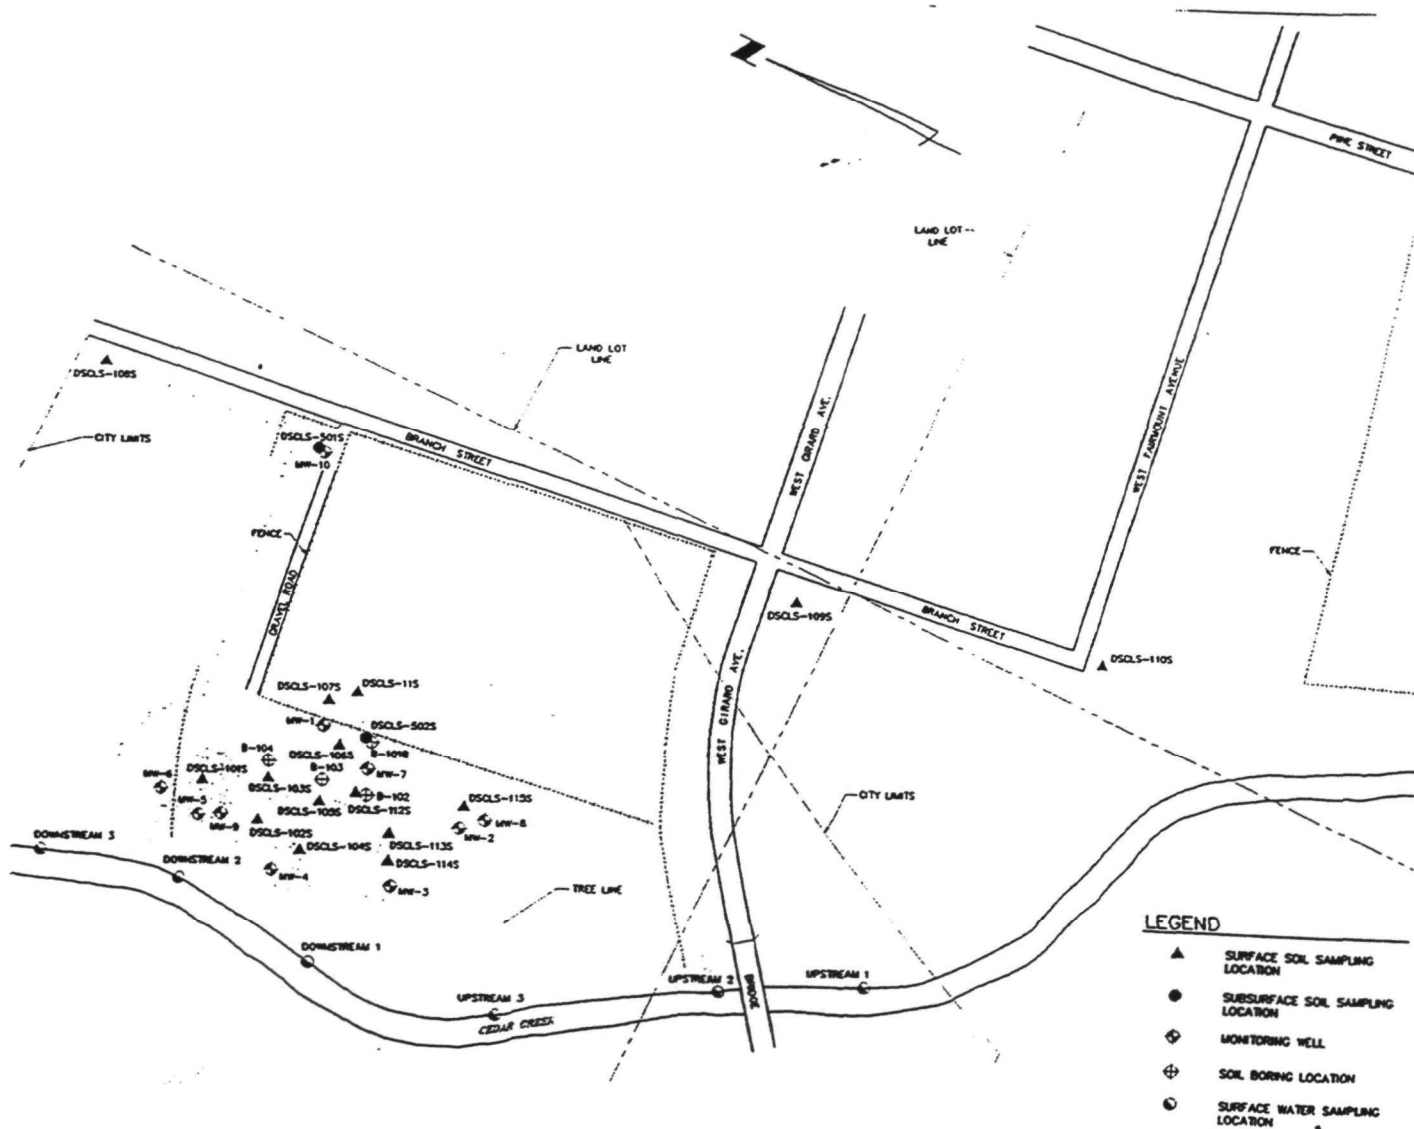 N
PINE STREET
LAND LOT
LINE
LAND LOT
LINE
DSCLS-108S
CITY LIMITS
DSCLS-501S
MW-10
BRANCH STREET
WEST GIRARD AVE.
WEST FAIRMOUNT AVENUE
FENCE
FENCE
GRAVEL ROAD
DSCLS-109S
BRANCH STREET
DSCLS-110S
WEST GIRARD AVE.
DSCLS-107S
DSCLS-11S
MW-1
DSCLS-502S
B-104
DSCLS-106S
B-101B
B-103
MW-7
MW-6
DSCLS-101S
DSCLS-103S
B-102
MW-5
DSCLS-105S
DSCLS-112S
DSCLS-115S
CITY LIMITS
MW-9
MW-8
DSCLS-102S
MW-2
DOWNSTREAM 3
DSCLS-104S
DSCLS-113S
DOWNSTREAM 2
DSCLS-114S
MW-4
MW-3
TREE LINE
DOWNSTREAM 1
UPSTREAM 2
UPSTREAM 1
BRIDGE
UPSTREAM 3
CEDAR CREEK
LEGEND
SURFACE SOIL SAMPLING
LOCATION
SUBSURFACE SOIL SAMPLING
LOCATION
MONITORING WELL
SOIL BORING LOCATION
SURFACE WATER SAMPLING
LOCATION